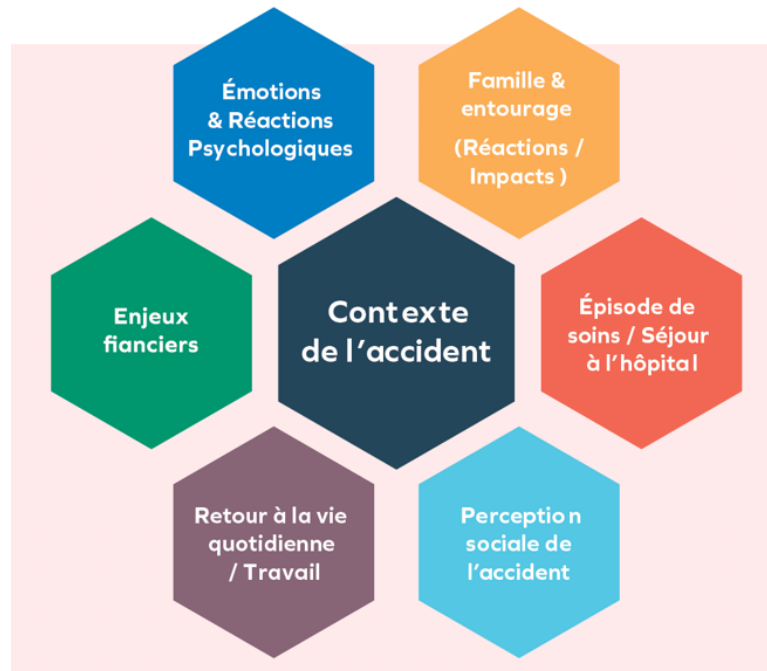 Émotions
& Réactions
Psychologiques
Famille &
entourage
(Réactions /
Impacts )
Enjeux
fianciers
Contexte
de l'accident
Épisode de
soins / Séjour
à l'hôpital
Retour à la vie
quotidienne
/ Travail
Perception
sociale de
l'accident